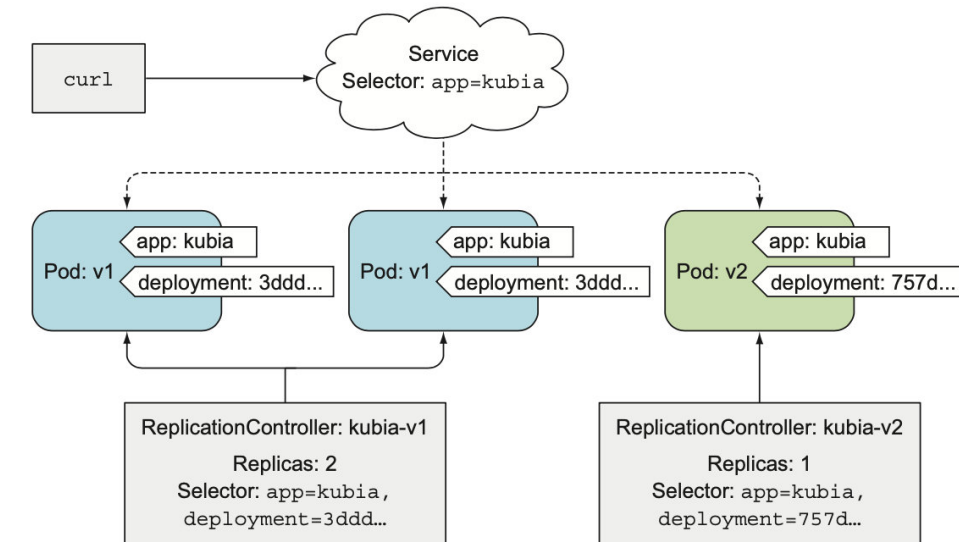 curl
Service
Selector: app=kubia
Pod: v1
app: kubia
deployment: 3ddd...
Pod: v1
app: kubia
deployment: 3ddd...
Pod: v2
app: kubia
deployment: 757d...
ReplicationController: kubia-v1
Replicas: 2
Selector: app=kubia,
deployment=3ddd…
ReplicationController: kubia-v2
Replicas: 1
Selector: app=kubia,
deployment=757d…